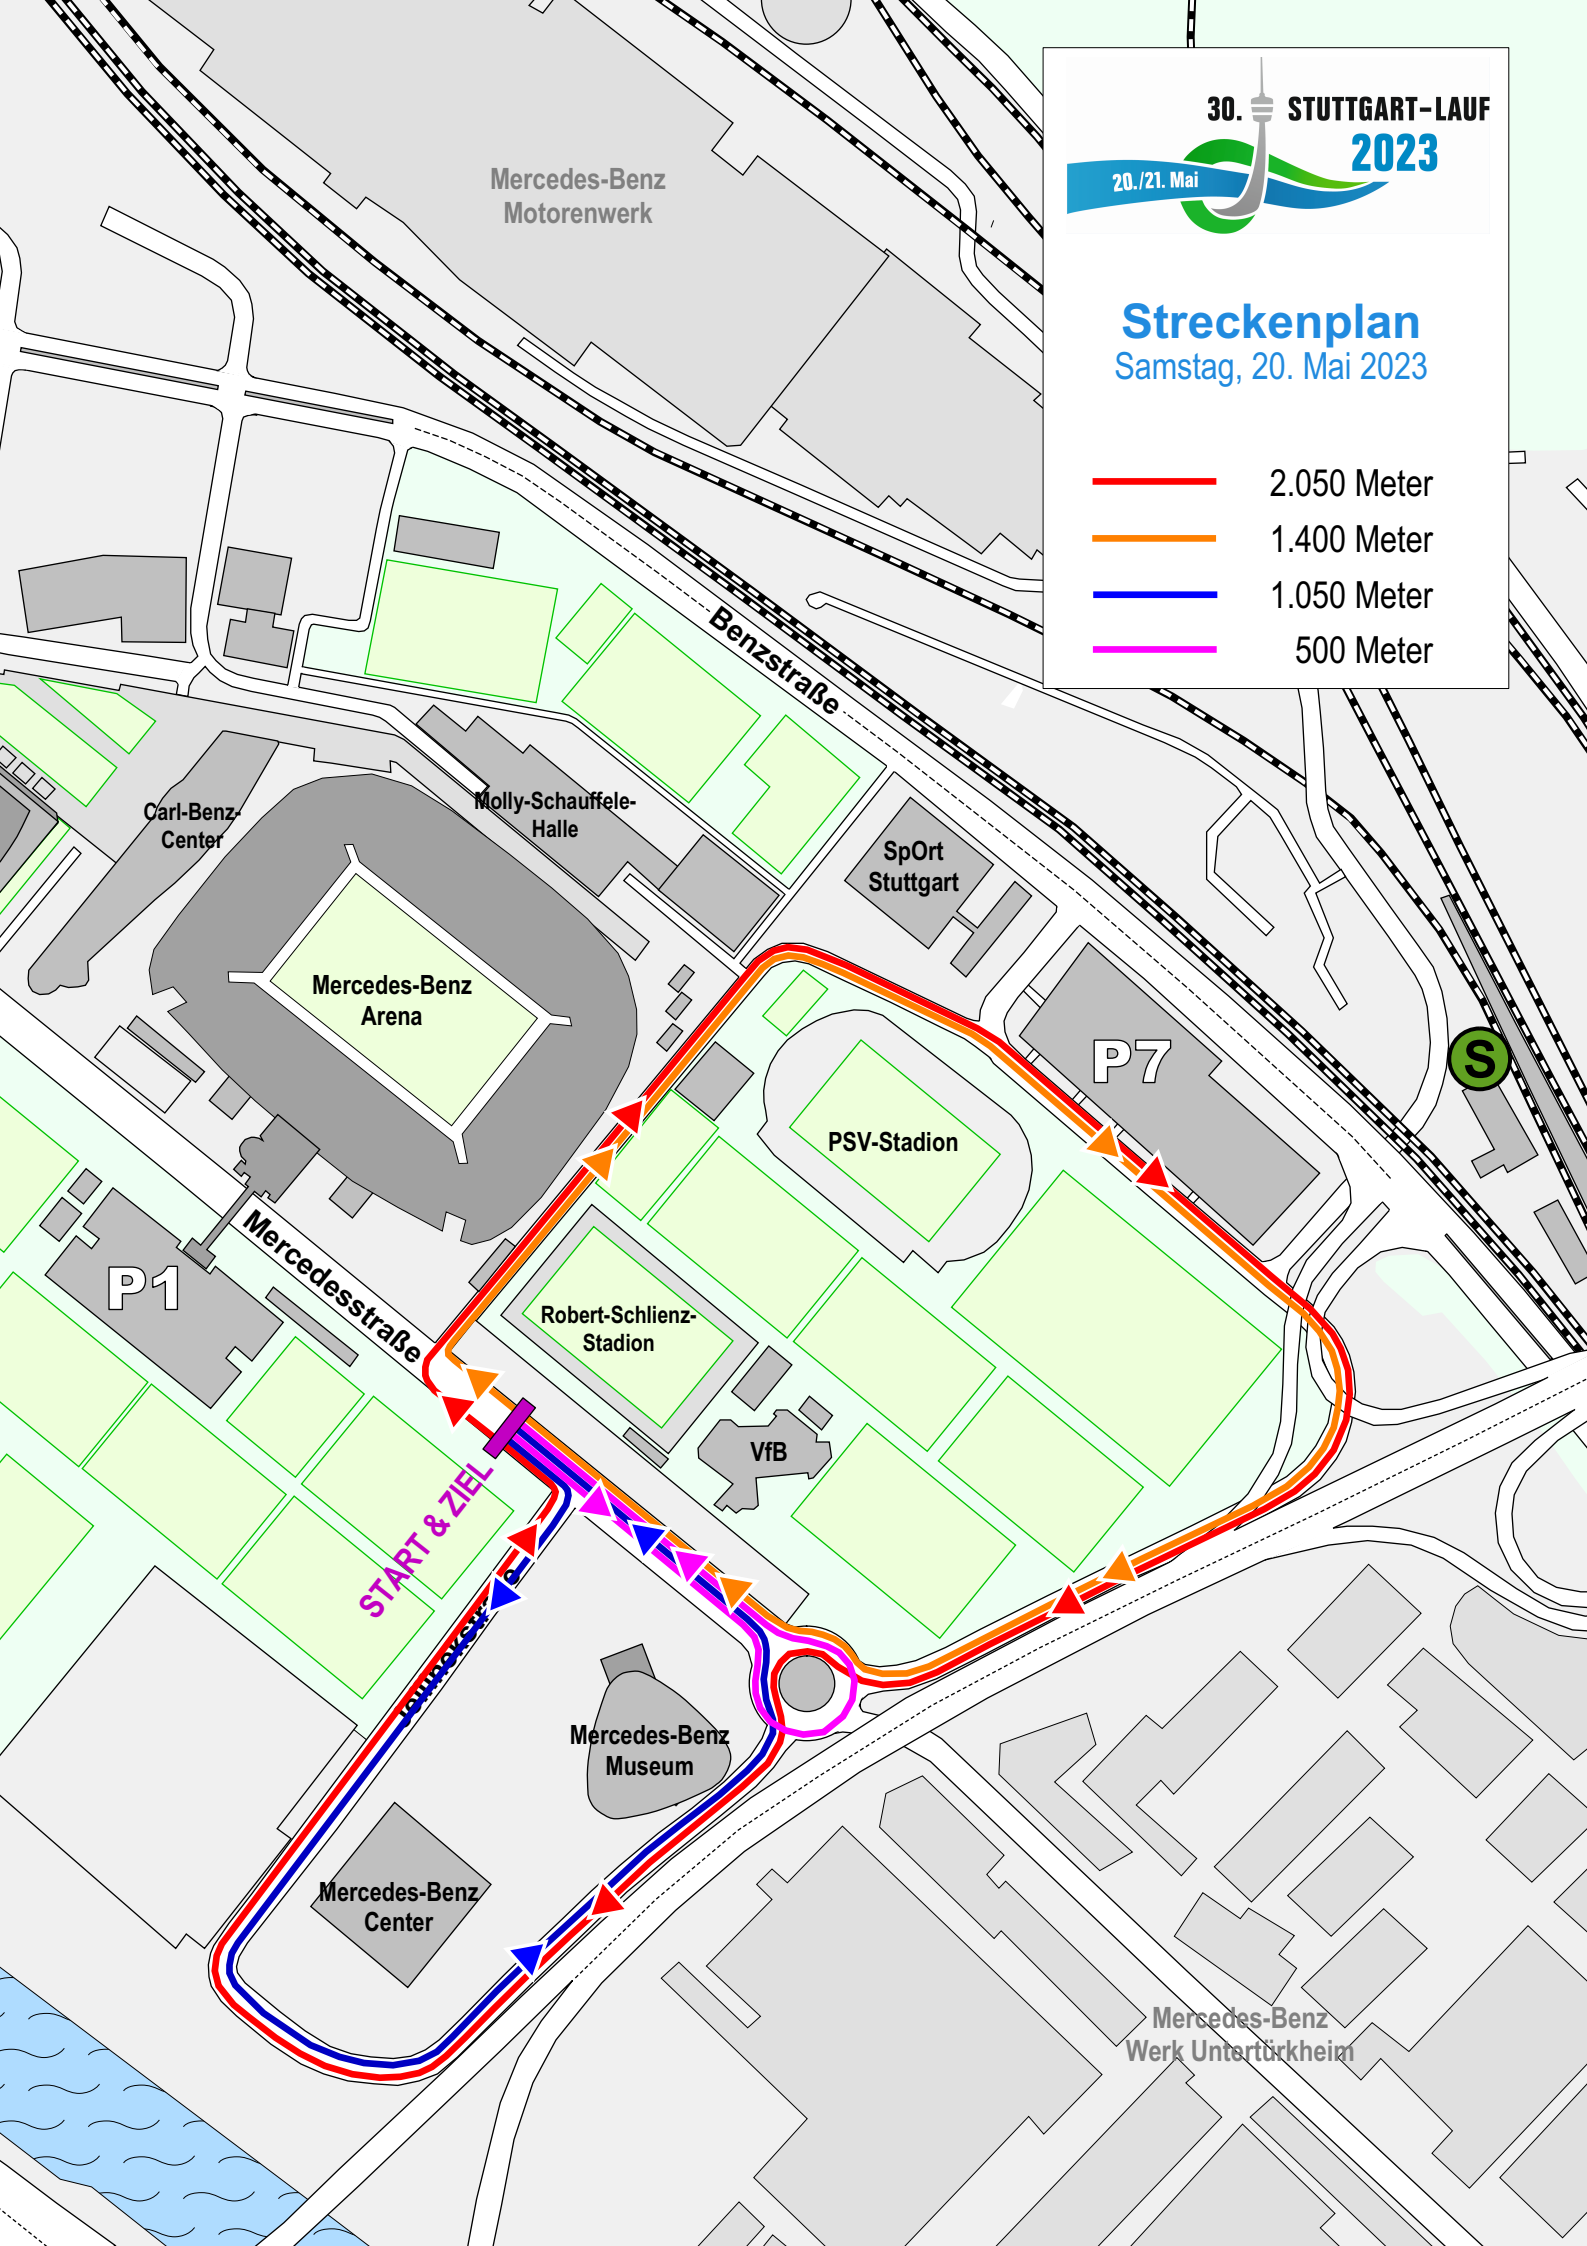 30. STUTTGART-LAUF
2023
20./21. Mai
Streckenplan
Samstag, 20. Mai 2023
2.050 Meter
1.400 Meter
1.050 Meter
500 Meter
Mercedes-Benz
Motorenwerk
Benzstraße
Carl-Benz-
Center
Molly-Schauffele-
Halle
SpOrt
Stuttgart
Mercedes-Benz
Arena
P7
S
PSV-Stadion
Mercedesstraße
P1
Robert-Schlienz-
Stadion
VfB
START & ZIEL
Mercedes-Benz
Museum
Mercedes-Benz
Center
Mercedes-Benz
Werk Untertürkheim